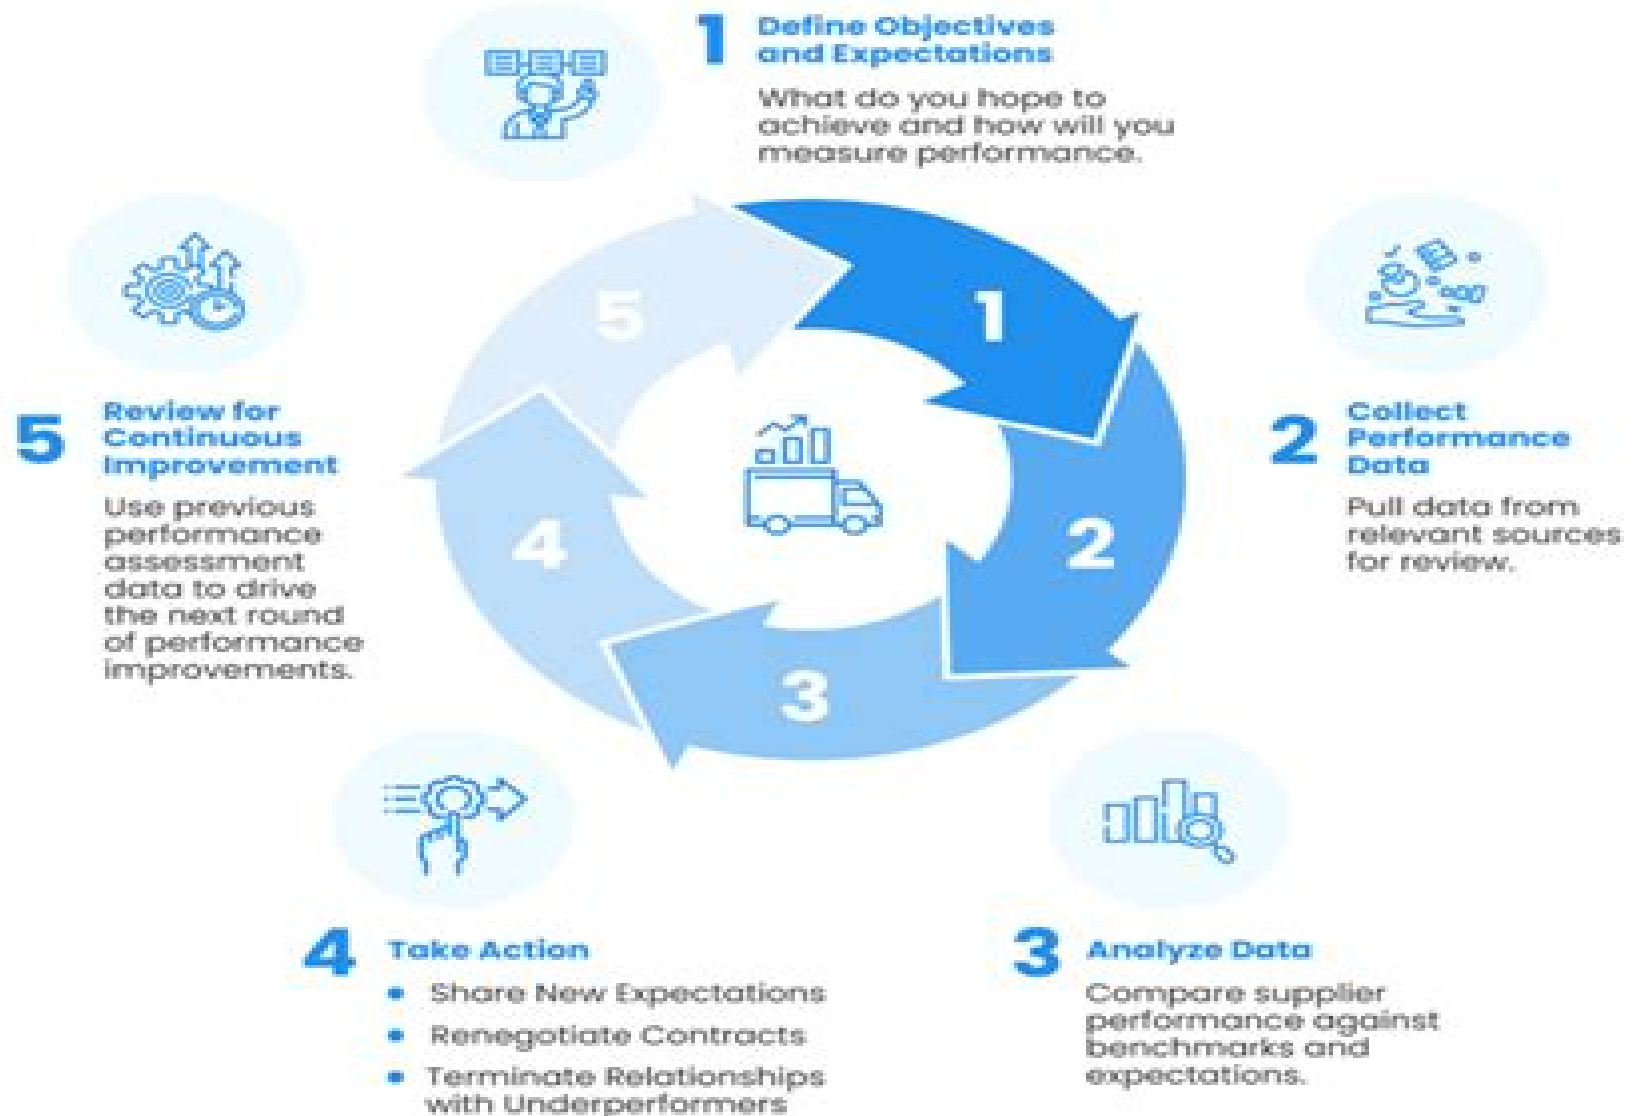 1
Define Objectives
and Expectations
What do you hope to
achieve and how will you
measure performance.
2
Collect
Performance
Data
Pull data from
relevant sources
for review.
3
Analyze Data
Compare supplier
performance against
benchmarks and
expectations.
4
Take Action
• Share New Expectations
• Renegotiate Contracts
• Terminate Relationships
with Underperformers
5
Review for
Continuous
Improvement
Use previous
performance
assessment
data to drive
the next round
of performance
improvements.
1
2
3
4
5